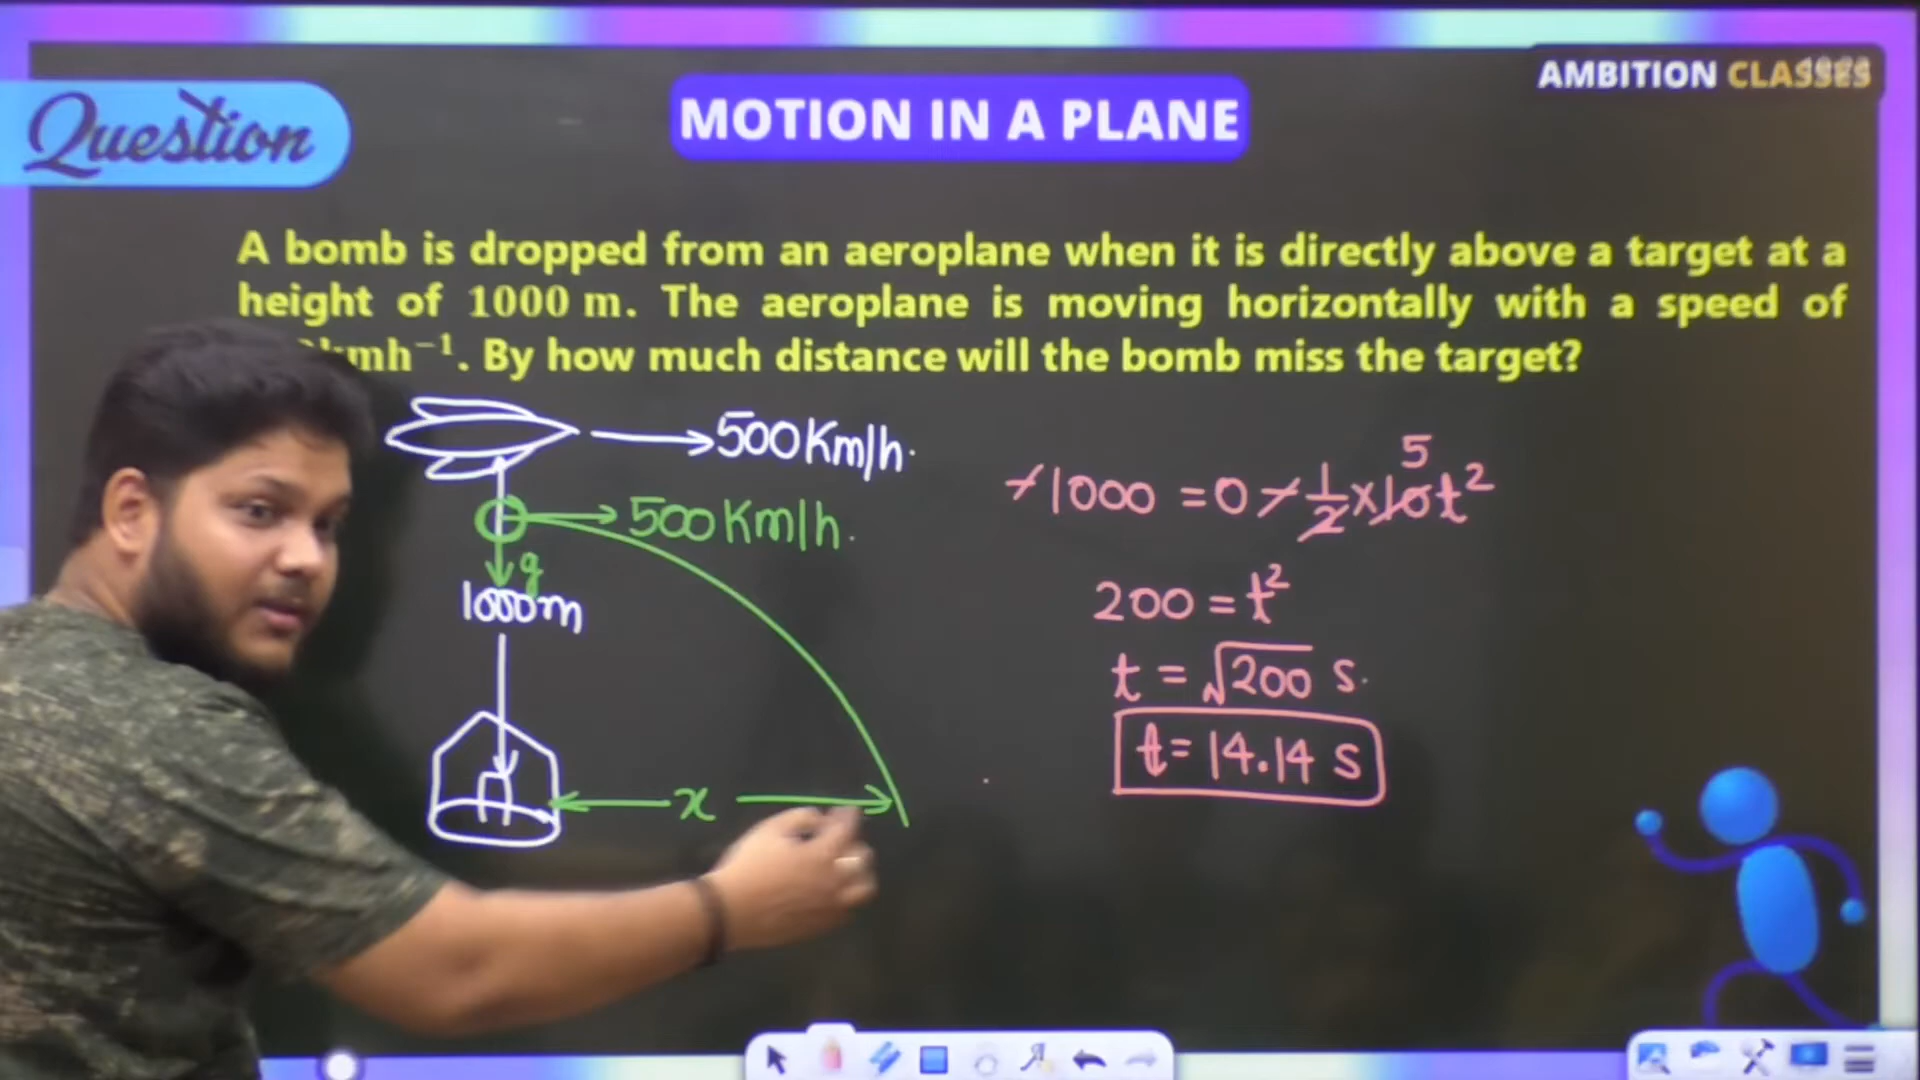 AMBITION CLASSES
Question
MOTION IN A PLANE
A bomb is dropped from an aeroplane when it is directly above a target at a
height of 1000 m. The aeroplane is moving horizontally with a speed of
kmh⁻¹. By how much distance will the bomb miss the target?
500 Km/h.
500 Km/h.
g
1000m
x
5
-1000 = 0 - 1/2 x 10 t²
200 = t²
t = √200 s.
t = 14.14 s